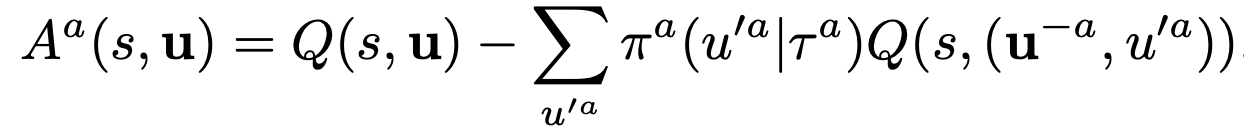 $A^a(s, \mathbf{u}) = Q(s, \mathbf{u}) - \sum_{u'^a} \pi^a(u'^a|\tau^a) Q(s, (\mathbf{u}^{-a}, u'^a)).$